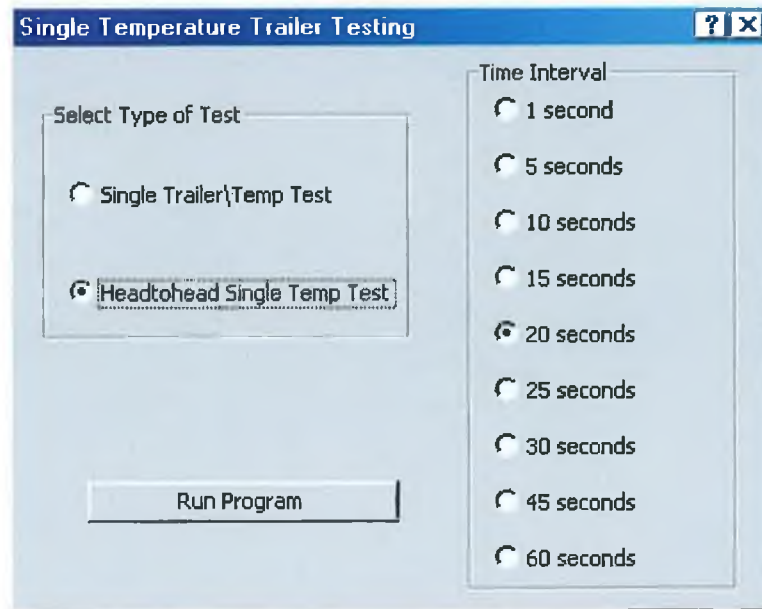 Single Temperature Trailer Testing
Select Type of Test
Single Trailer\Temp Test
Headtohead Single Temp Test
Run Program
Time Interval
1 second
5 seconds
10 seconds
15 seconds
20 seconds
25 seconds
30 seconds
45 seconds
60 seconds